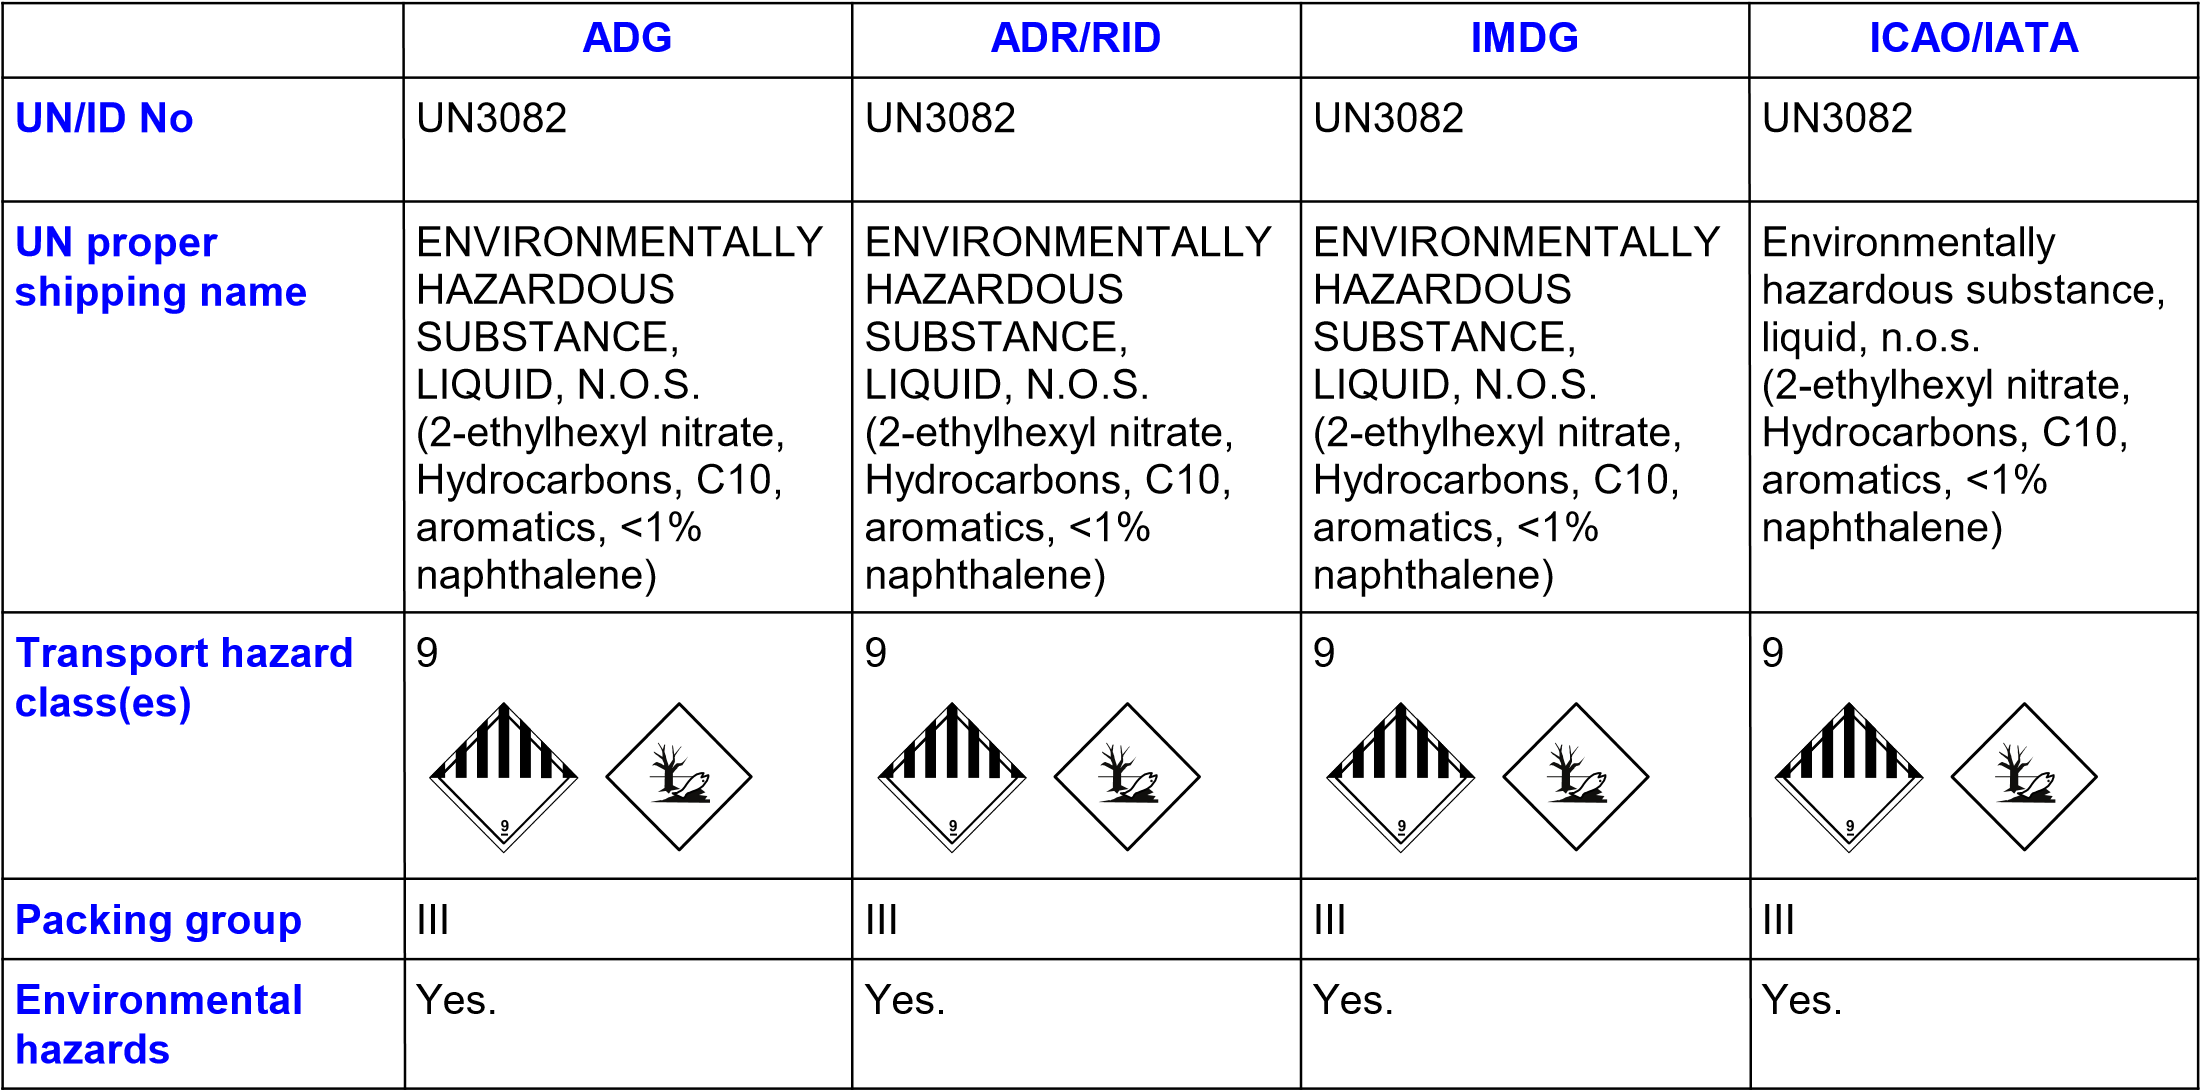 ADG
ADR/RID
IMDG
ICAO/IATA
UN/ID No
UN3082
UN3082
UN3082
UN3082
UN proper
shipping name
ENVIRONMENTALLY
HAZARDOUS
SUBSTANCE,
LIQUID, N.O.S.
(2-ethylhexyl nitrate,
Hydrocarbons, C10,
aromatics, <1%
naphthalene)
ENVIRONMENTALLY
HAZARDOUS
SUBSTANCE,
LIQUID, N.O.S.
(2-ethylhexyl nitrate,
Hydrocarbons, C10,
aromatics, <1%
naphthalene)
ENVIRONMENTALLY
HAZARDOUS
SUBSTANCE,
LIQUID, N.O.S.
(2-ethylhexyl nitrate,
Hydrocarbons, C10,
aromatics, <1%
naphthalene)
Environmentally
hazardous substance,
liquid, n.o.s.
(2-ethylhexyl nitrate,
Hydrocarbons, C10,
aromatics, <1%
naphthalene)
Transport hazard
class(es)
9
9
9
9
9
9
9
9
Packing group
III
III
III
III
Environmental
hazards
Yes.
Yes.
Yes.
Yes.